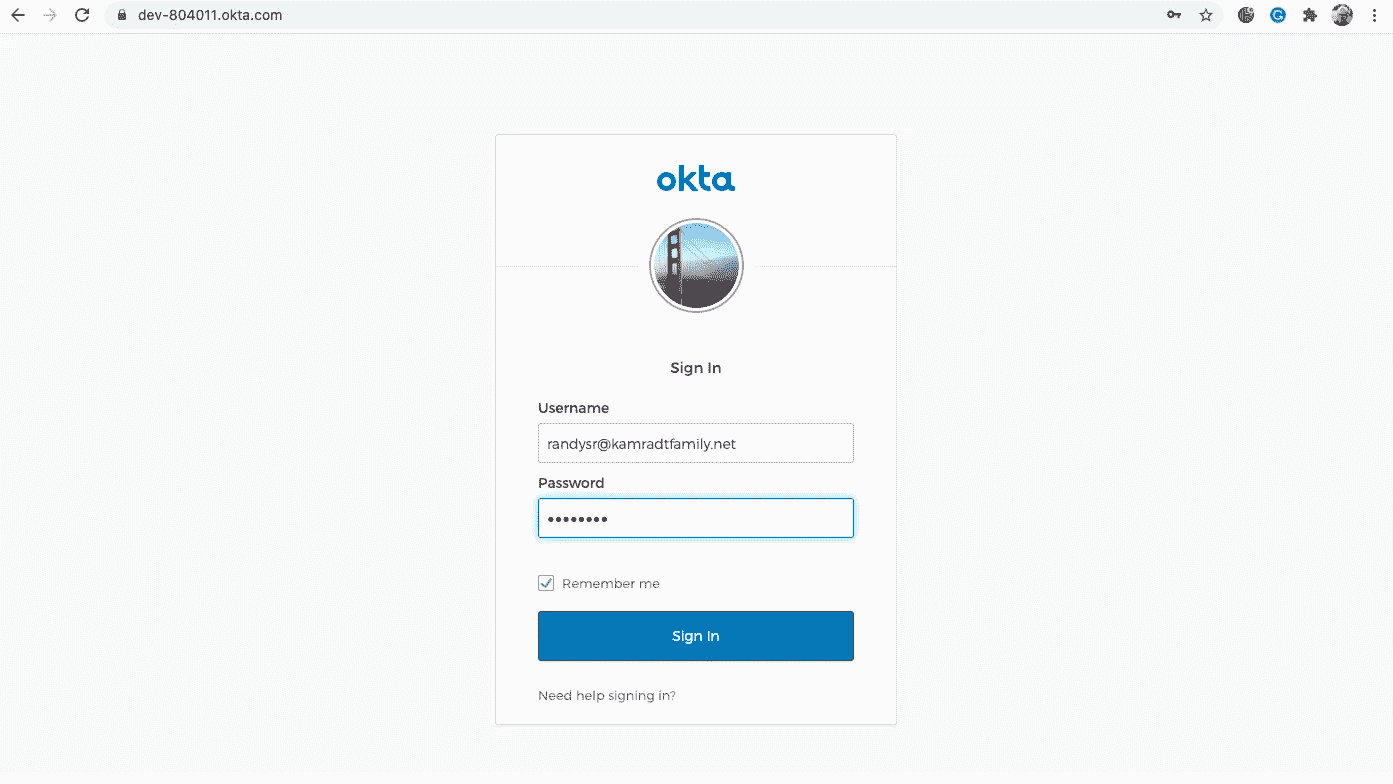 dev-804011.okta.com
okta
Sign In
Username
randysr@kamradtfamily.net
Password
••••••••
Remember me
Sign In
Need help signing in?